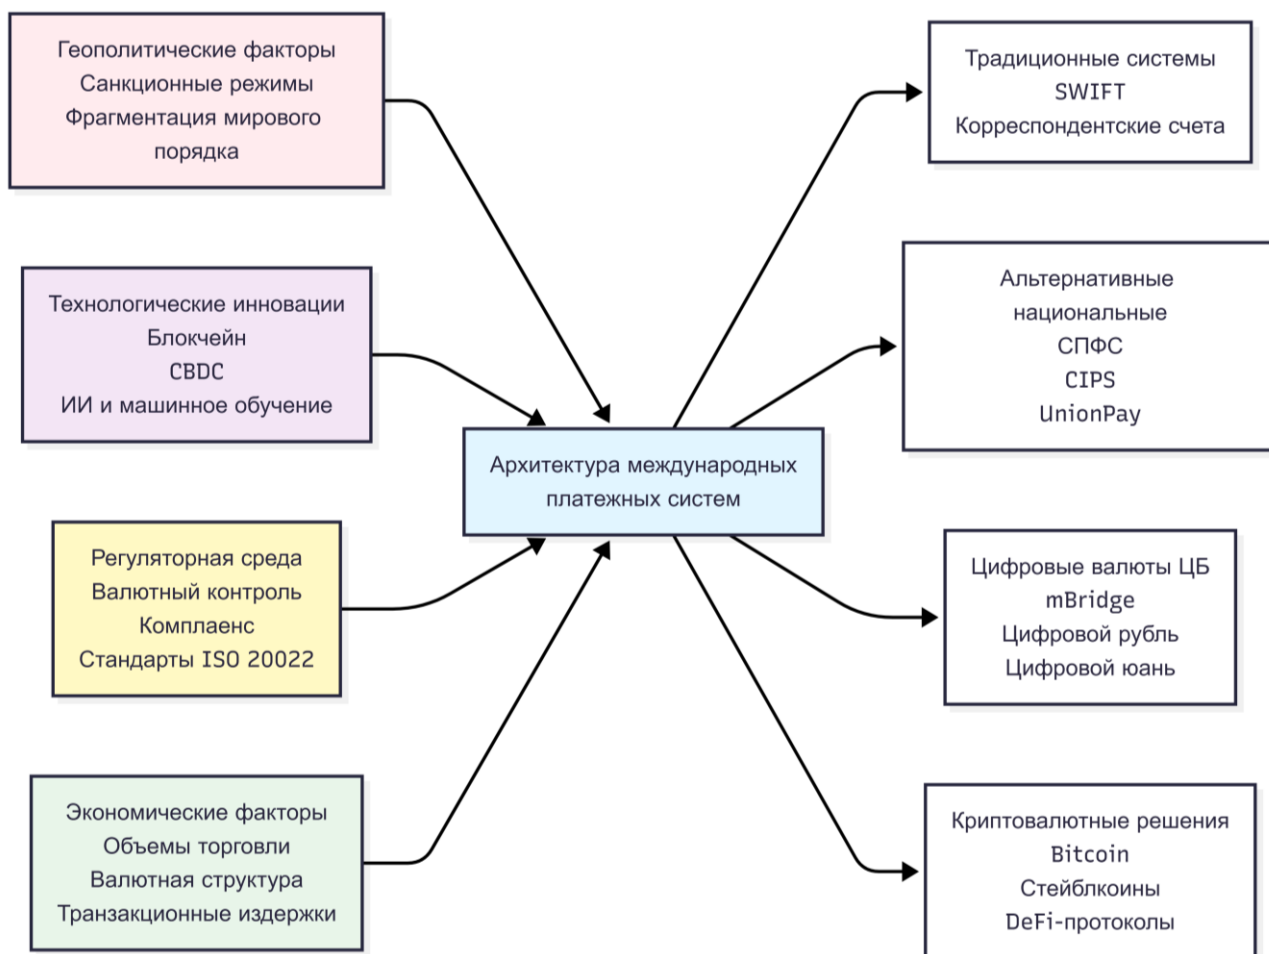 Геополитические факторы
Санкционные режимы
Фрагментация мирового
порядка
Технологические инновации
Блокчейн
CBDC
ИИ и машинное обучение
Регуляторная среда
Валютный контроль
Комплаенс
Стандарты ISO 20022
Экономические факторы
Объемы торговли
Валютная структура
Транзакционные издержки
Архитектура международных
платежных систем
Традиционные системы
SWIFT
Корреспондентские счета
Альтернативные
национальные
СПФС
CIPS
UnionPay
Цифровые валюты ЦБ
mBridge
Цифровой рубль
Цифровой юань
Криптовалютные решения
Bitcoin
Стейблкоины
DeFi-протоколы